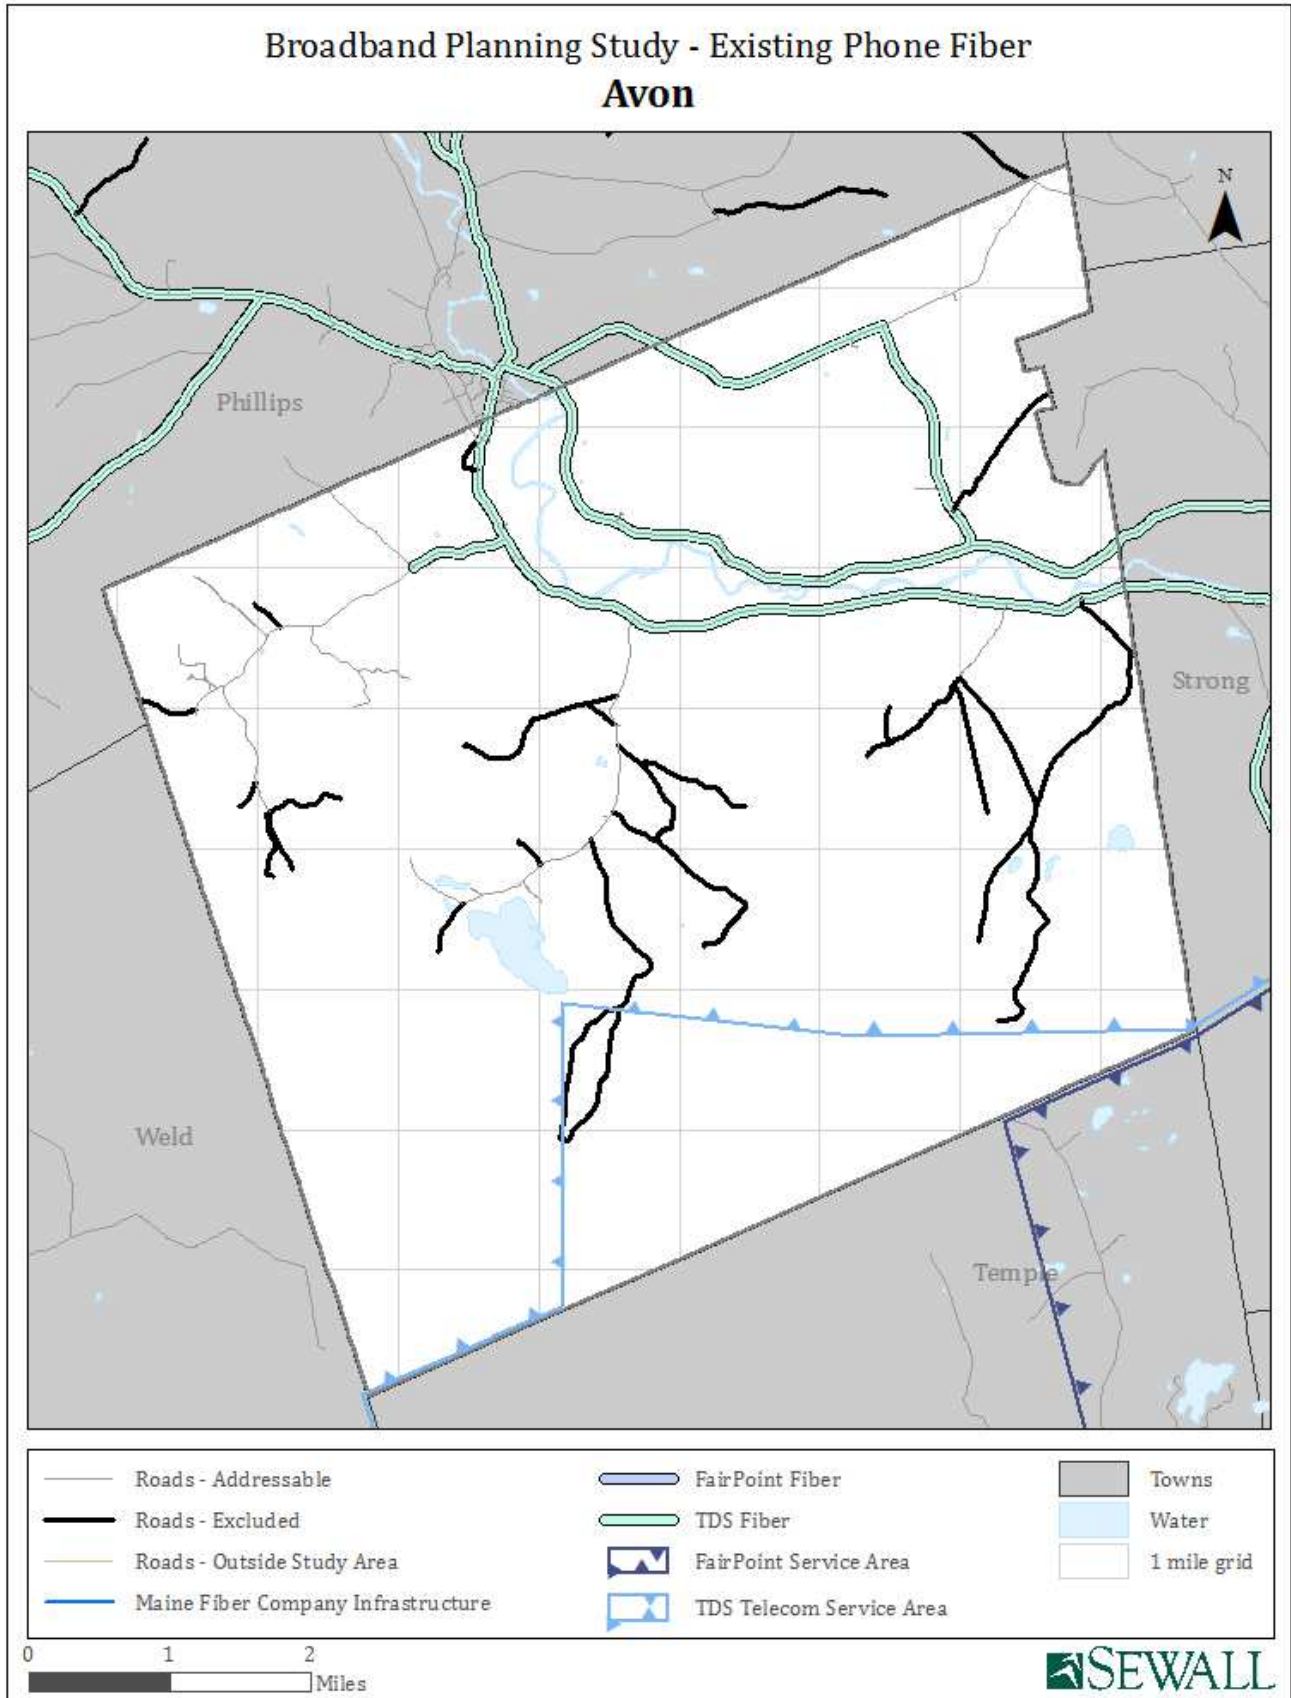 Broadband Planning Study - Existing Phone Fiber
Avon
N
Phillips
Strong
Weld
Temple
Roads - Addressable
Roads - Excluded
Roads - Outside Study Area
Maine Fiber Company Infrastructure
FairPoint Fiber
TDS Fiber
FairPoint Service Area
TDS Telecom Service Area
Towns
Water
1 mile grid
0 1 2
Miles
SEWALL